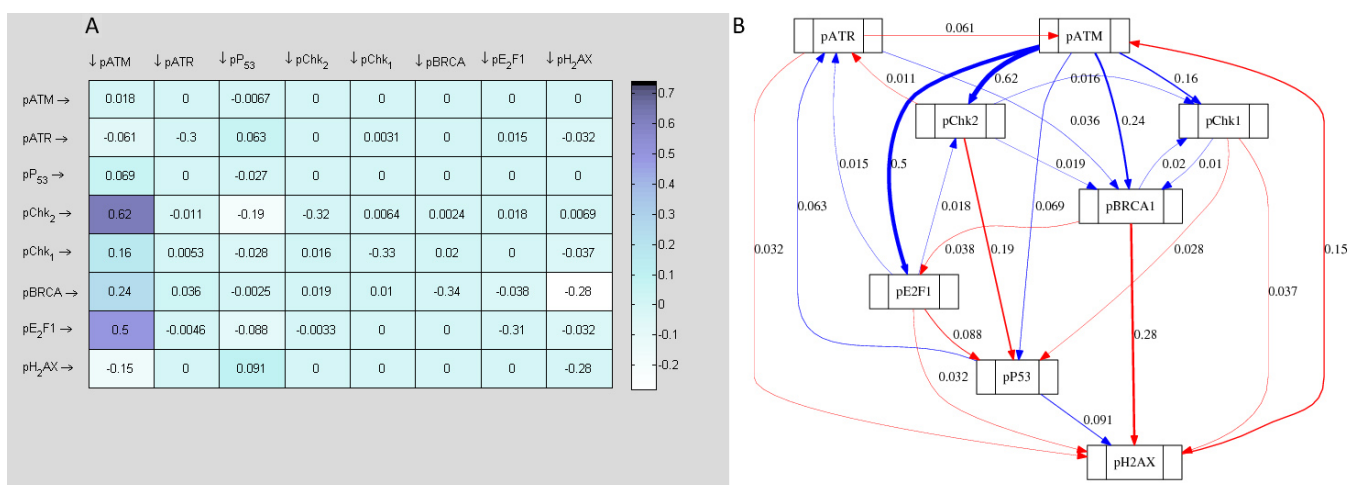 A
↓ pATM ↓ pATR ↓ pP53 ↓ pChk2 ↓ pChk1 ↓ pBRCA ↓ pE2F1 ↓ pH2AX
pATM → 0.018 0 -0.0067 0 0 0 0 0
pATR → -0.061 -0.3 0.063 0 0.0031 0 0.015 -0.032
pP53 → 0.069 0 -0.027 0 0 0 0 0
pChk2 → 0.62 -0.011 -0.19 -0.32 0.0064 0.0024 0.018 0.0069
pChk1 → 0.16 0.0053 -0.028 0.016 -0.33 0.02 0 -0.037
pBRCA → 0.24 0.036 -0.0025 0.019 0.01 -0.34 -0.038 -0.28
pE2F1 → 0.5 -0.0046 -0.088 -0.0033 0 0 -0.31 -0.032
pH2AX → -0.15 0 0.091 0 0 0 0 -0.28
0.7
0.6
0.5
0.4
0.3
0.2
0.1
0
-0.1
-0.2
B
pATR 0.061 pATM
0.011 0.62 0.016 0.16
pChk2 0.036 0.24 pChk1
0.015 0.5 0.019 0.02 0.01
0.063 0.018 0.069 pBRCA1
0.032 0.038 0.19 0.028 0.15
pE2F1 0.037
0.088 0.28
0.032 pP53
0.091
pH2AX